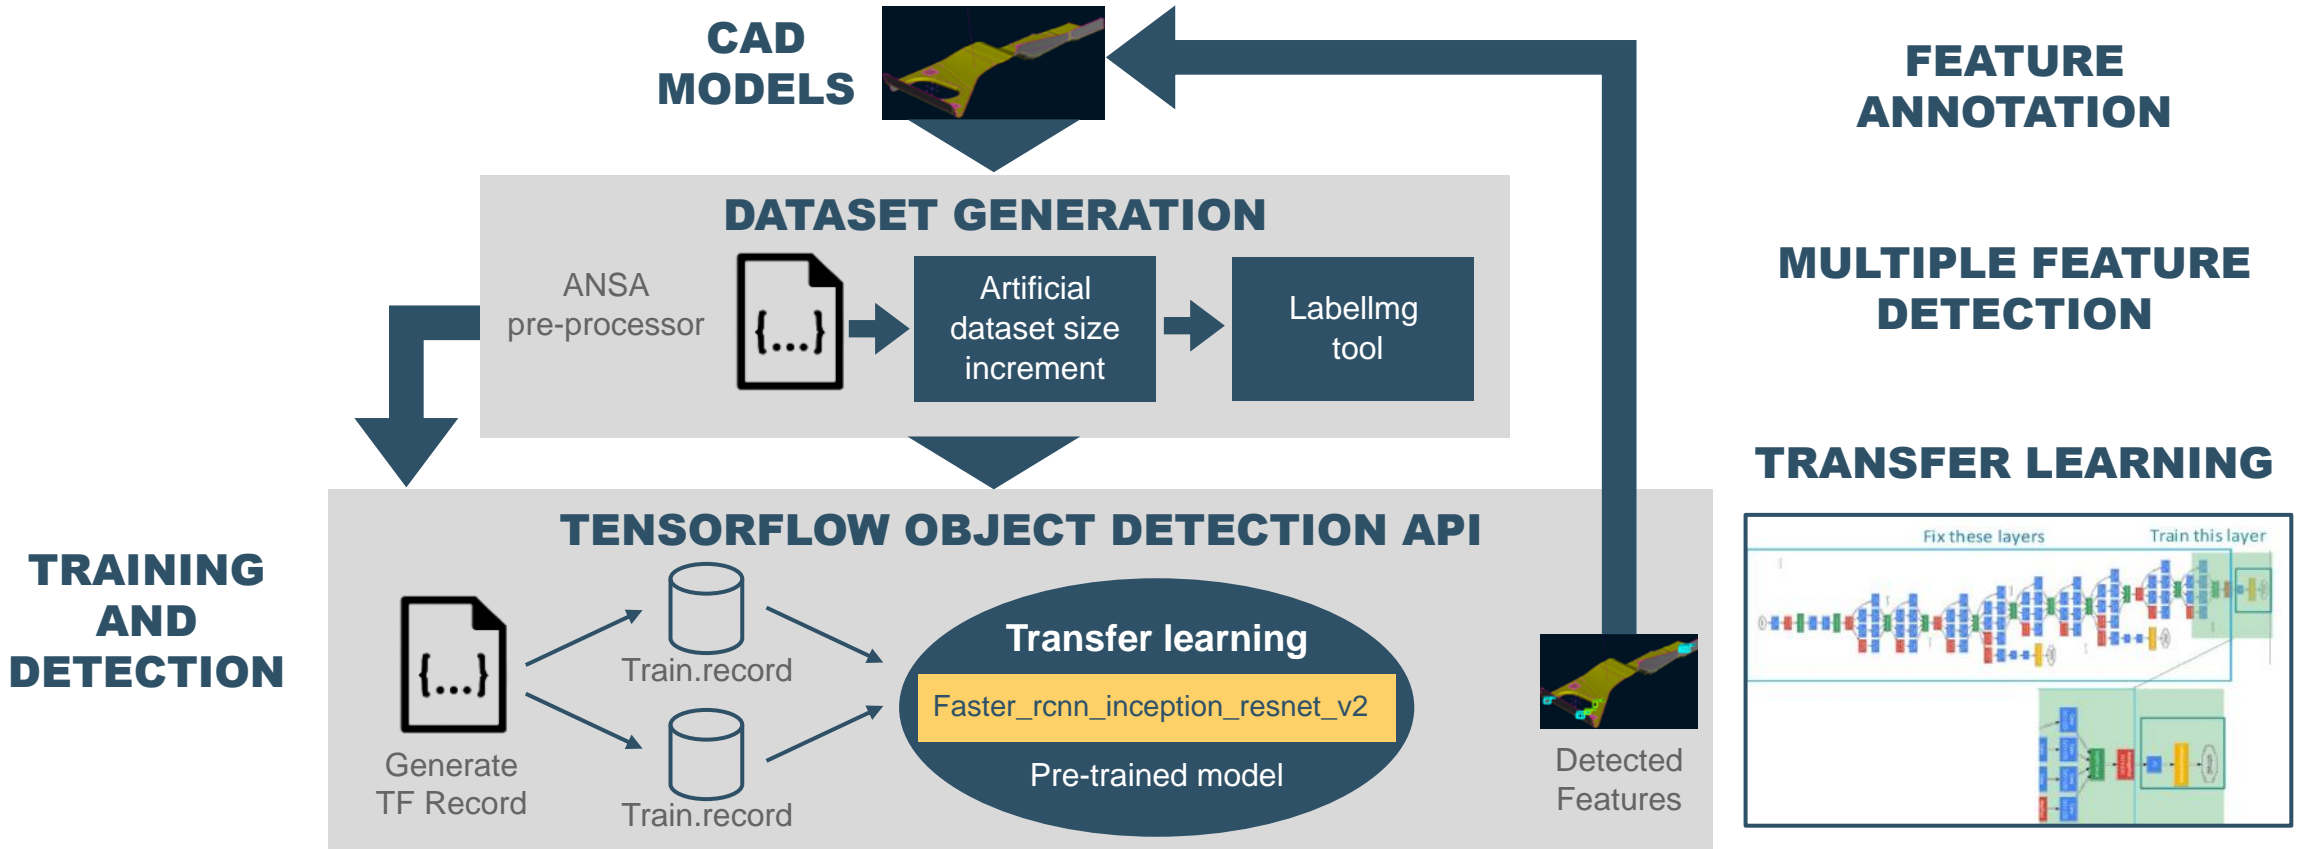 CAD
MODELS
FEATURE
ANNOTATION
DATASET GENERATION
ANSA
pre-processor
{...}
Artificial
dataset size
increment
LabelImg
tool
MULTIPLE FEATURE
DETECTION
TRAINING
AND
DETECTION
TENSORFLOW OBJECT DETECTION API
{...}
Generate
TF Record
Train.record
Train.record
Transfer learning
Faster_rcnn_inception_resnet_v2
Pre-trained model
Detected
Features
TRANSFER LEARNING
Fix these layers
Train this layer